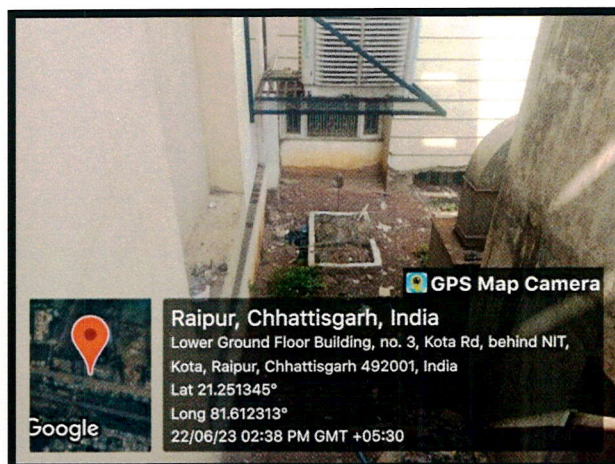 GPS Map Camera
Raipur, Chhattisgarh, India
Lower Ground Floor Building, no. 3, Kota Rd, behind NIT,
Kota, Raipur, Chhattisgarh 492001, India
Lat 21.251345°
Long 81.612313°
22/06/23 02:38 PM GMT +05:30
Google